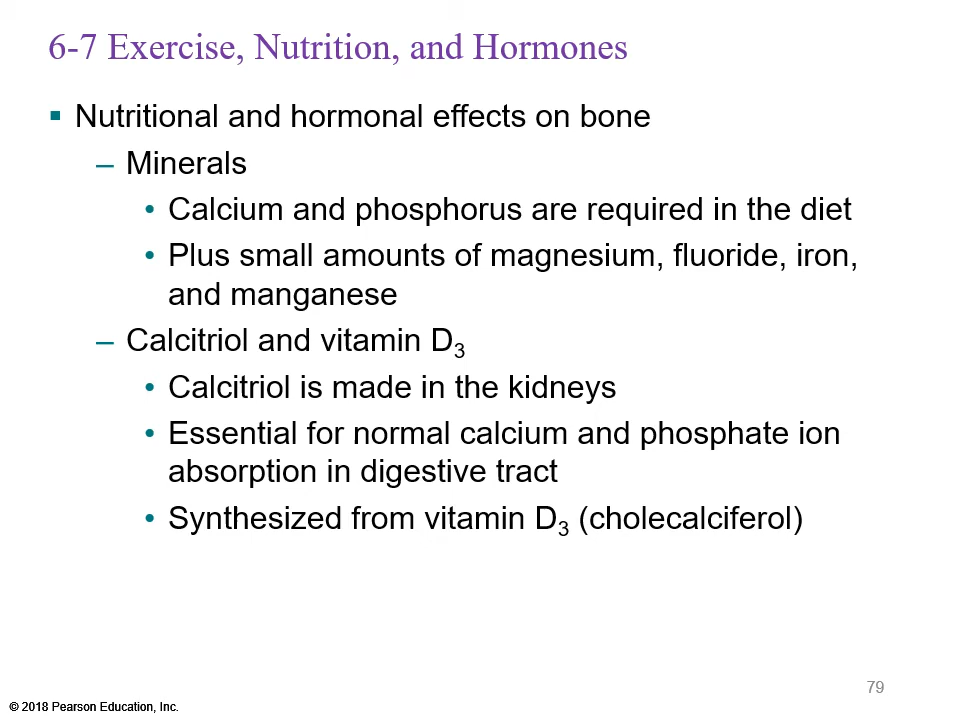 6-7 Exercise, Nutrition, and Hormones
▪ Nutritional and hormonal effects on bone
– Minerals
• Calcium and phosphorus are required in the diet
• Plus small amounts of magnesium, fluoride, iron,
and manganese
– Calcitriol and vitamin D₃
• Calcitriol is made in the kidneys
• Essential for normal calcium and phosphate ion
absorption in digestive tract
• Synthesized from vitamin D₃ (cholecalciferol)
79
© 2018 Pearson Education, Inc.